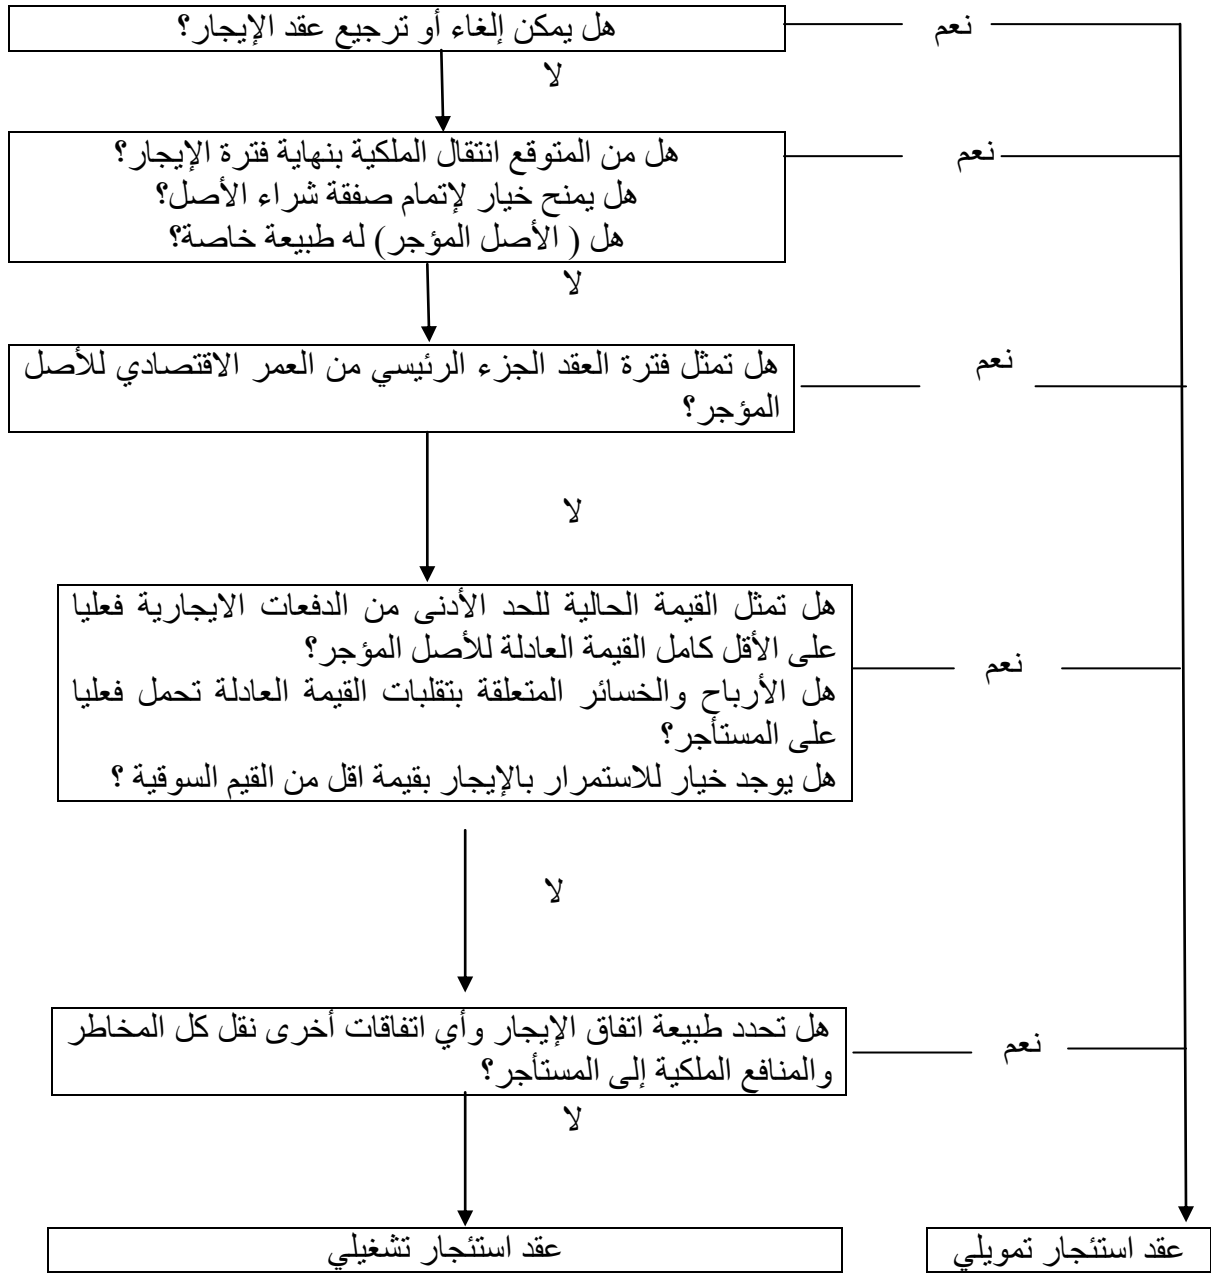 هل يمكن إلغاء أو ترجيع عقد الإيجار؟
نعم
لا
هل من المتوقع انتقال الملكية بنهاية فترة الإيجار؟
هل يمنح خيار لإتمام صفقة شراء الأصل؟
هل ( الأصل المؤجر) له طبيعة خاصة؟
نعم
لا
هل تمثل فترة العقد الجزء الرئيسي من العمر الاقتصادي للأصل
المؤجر؟
نعم
لا
هل تمثل القيمة الحالية للحد الأدنى من الدفعات الايجارية فعليا
على الأقل كامل القيمة العادلة للأصل المؤجر؟
هل الأرباح والخسائر المتعلقة بتقلبات القيمة العادلة تحمل فعليا
على المستأجر؟
هل يوجد خيار للاستمرار بالإيجار بقيمة اقل من القيم السوقية ؟
نعم
لا
هل تحدد طبيعة اتفاق الإيجار وأي اتفاقات أخرى نقل كل المخاطر
والمنافع الملكية إلى المستأجر؟
نعم
لا
عقد استئجار تمويلي
عقد استئجار تشغيلي